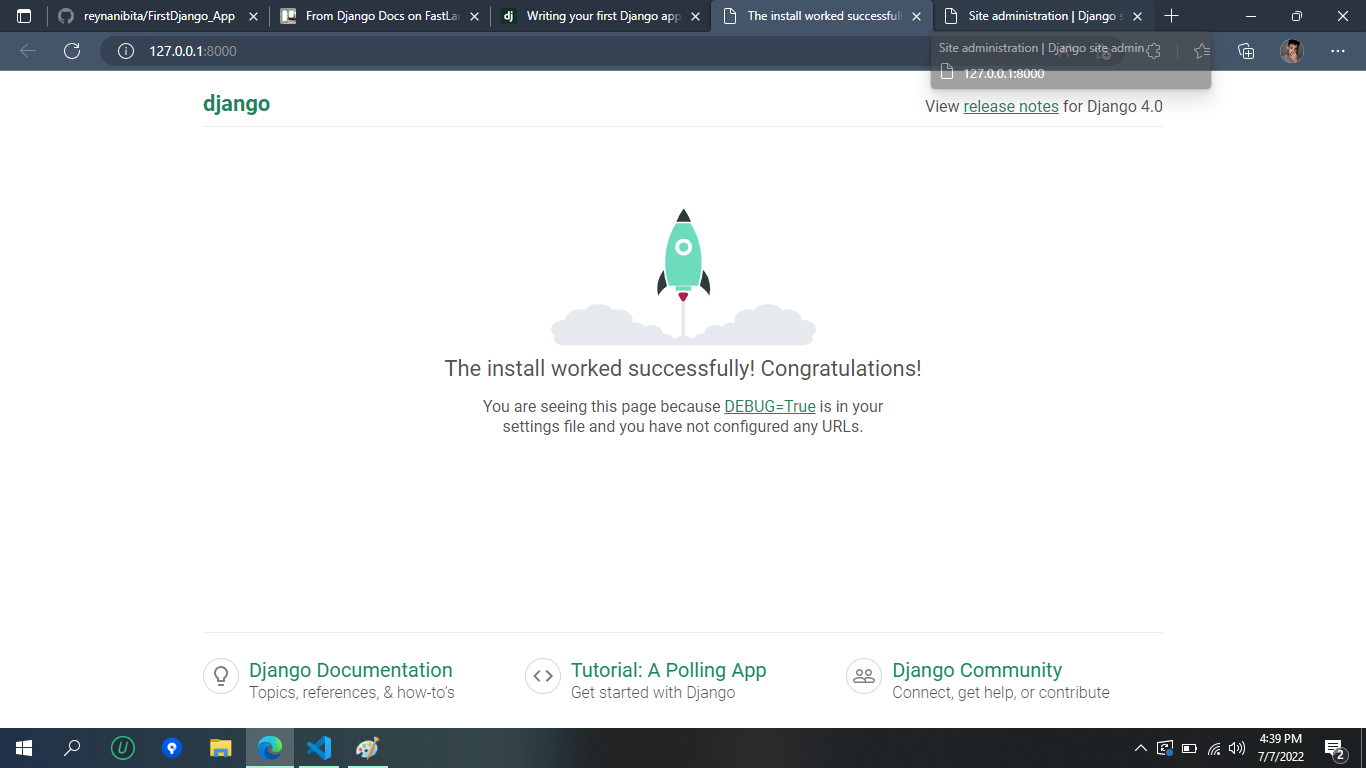 reynanibita/FirstDjango_App
From Django Docs on FastLa
Writing your first Django app
The install worked successfull
Site administration | Django s
127.0.0.1:8000
Site administration | Django site admin
127.0.0.1:8000
django
View release notes for Django 4.0
The install worked successfully! Congratulations!
You are seeing this page because DEBUG=True is in your
settings file and you have not configured any URLs.
Django Documentation
Topics, references, & how-to's
Tutorial: A Polling App
Get started with Django
Django Community
Connect, get help, or contribute
4:39 PM
7/7/2022
2